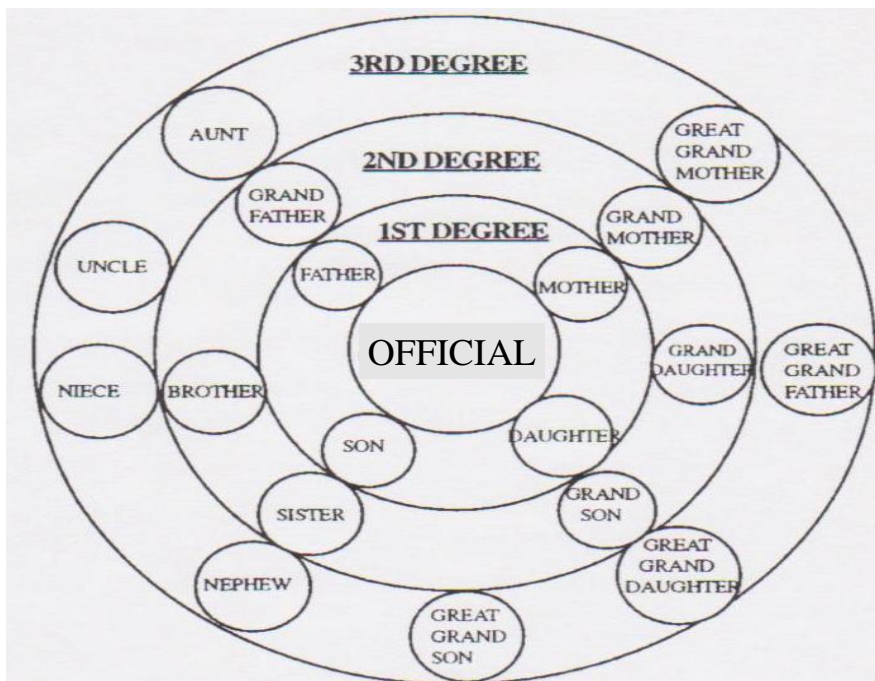 3RD DEGREE
AUNT
GREAT
GRAND
MOTHER
2ND DEGREE
GRAND
FATHER
GRAND
MOTHER
1ST DEGREE
UNCLE
FATHER
MOTHER
OFFICIAL
NIECE
BROTHER
GRAND
DAUGHTER
GREAT
GRAND
FATHER
SON
DAUGHTER
SISTER
GRAND
SON
NEPHEW
GREAT
GRAND
DAUGHTER
GREAT
GRAND
SON